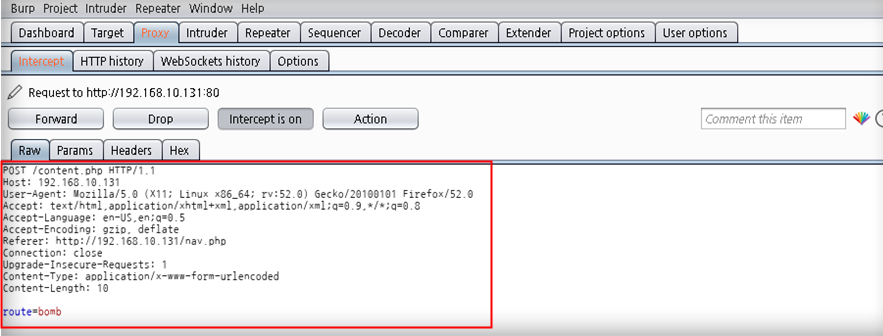 Burp Project Intruder Repeater Window Help
Dashboard Target Proxy Intruder Repeater Sequencer Decoder Comparer Extender Project options User options
Intercept HTTP history WebSockets history Options
Request to http://192.168.10.131:80
Forward Drop Intercept is on Action Comment this item
Raw Params Headers Hex
POST /content.php HTTP/1.1
Host: 192.168.10.131
User-Agent: Mozilla/5.0 (X11; Linux x86_64; rv:52.0) Gecko/20100101 Firefox/52.0
Accept: text/html,application/xhtml+xml,application/xml;q=0.9,*/*;q=0.8
Accept-Language: en-US,en;q=0.5
Accept-Encoding: gzip, deflate
Referer: http://192.168.10.131/nav.php
Connection: close
Upgrade-Insecure-Requests: 1
Content-Type: application/x-www-form-urlencoded
Content-Length: 10
route=bomb